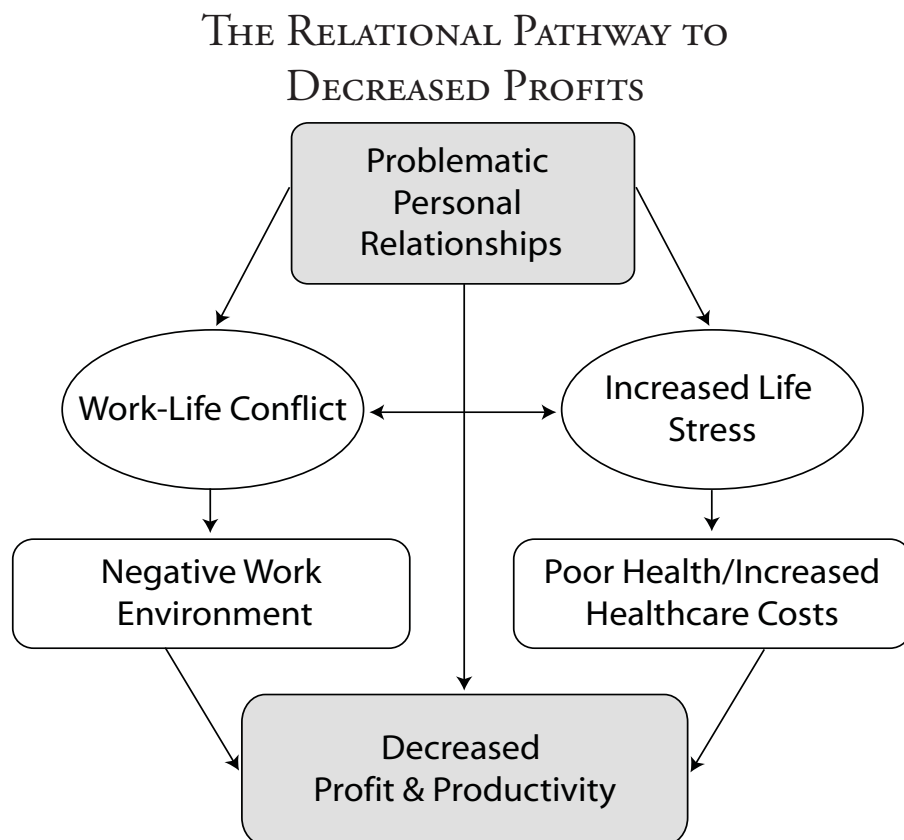 The Relational Pathway to
Decreased Profits
Problematic
Personal
Relationships
Work-Life Conflict
Increased Life
Stress
Negative Work
Environment
Poor Health/Increased
Healthcare Costs
Decreased
Profit & Productivity